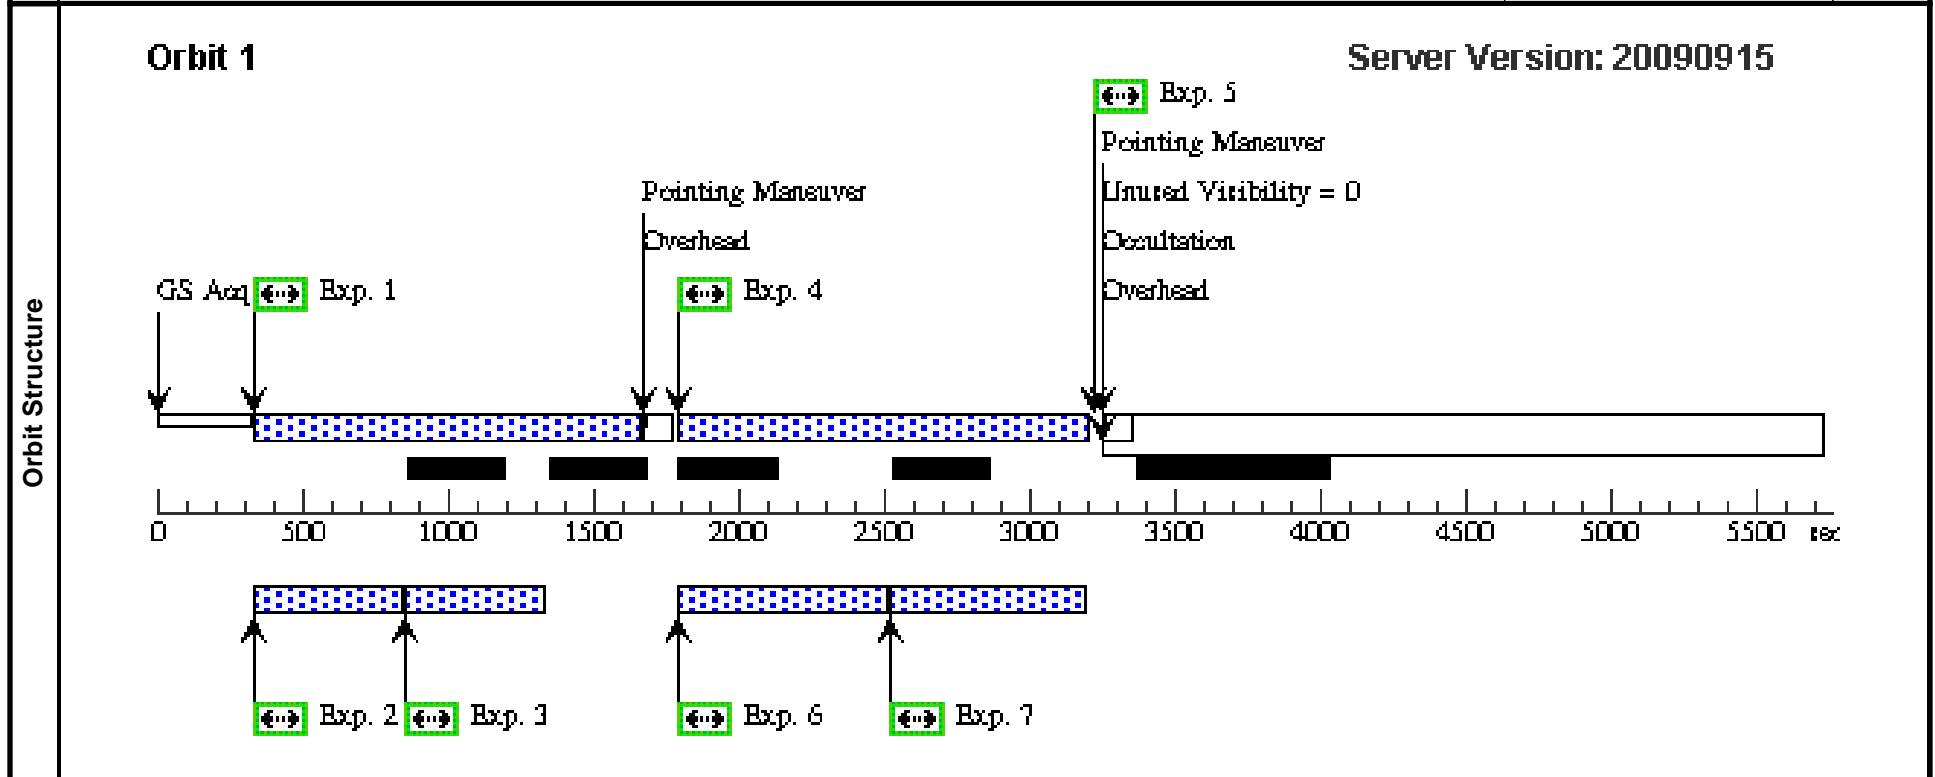 Orbit 1
Server Version: 20090915
Exp. 5
Pointing Maneuver
Pointing Maneuver
Unused Visibility = 0
Overhead
Occultation
GS Acq
Exp. 1
Exp. 4
Overhead
Orbit Structure
0 500 1000 1500 2000 2500 3000 3500 4000 4500 5000 5500 sec
Exp. 2
Exp. 3
Exp. 6
Exp. 7